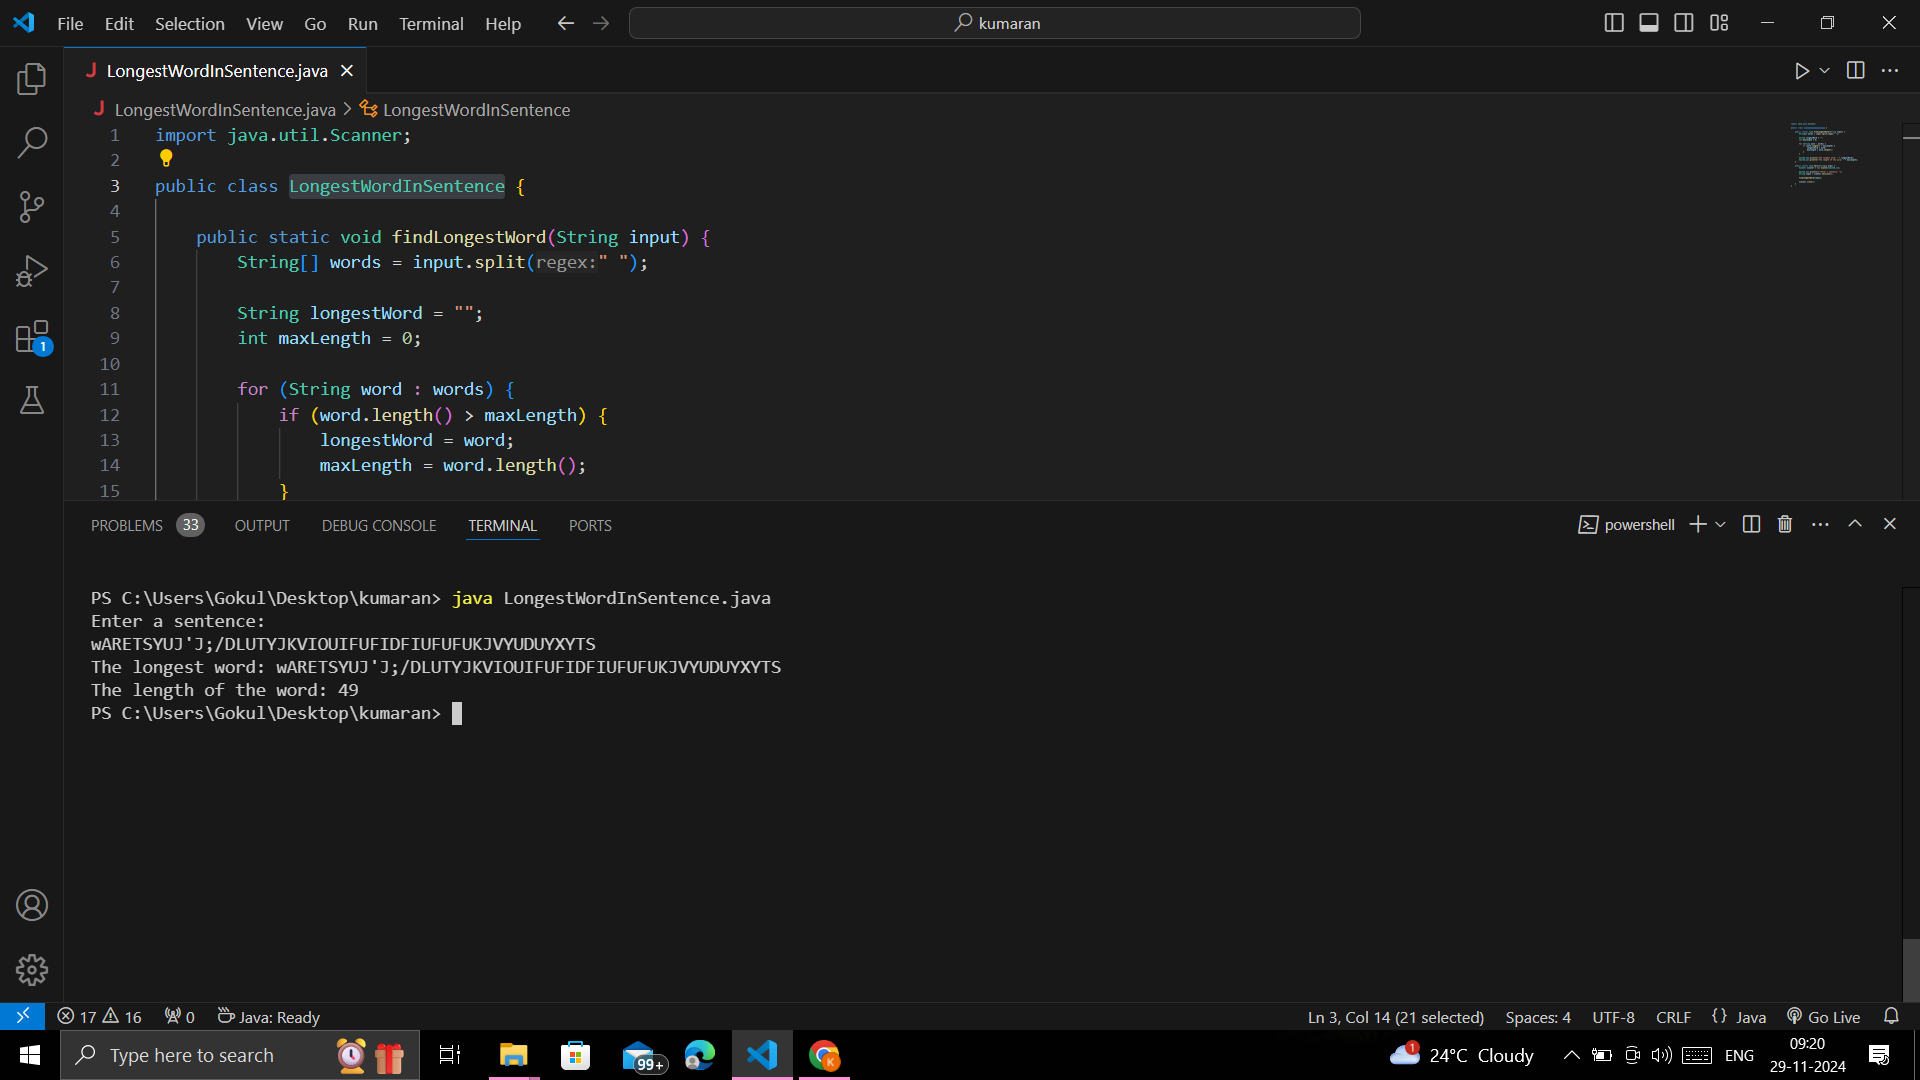 File Edit Selection View Go Run Terminal Help
kumaran
LongestWordInSentence.java
LongestWordInSentence.java > LongestWordInSentence
1 import java.util.Scanner;
2
3 public class LongestWordInSentence {
4
5 public static void findLongestWord(String input) {
6 String[] words = input.split(regex:" ");
7
8 String longestWord = "";
9 int maxLength = 0;
10
11 for (String word : words) {
12 if (word.length() > maxLength) {
13 longestWord = word;
14 maxLength = word.length();
15 }
1
PROBLEMS 33 OUTPUT DEBUG CONSOLE TERMINAL PORTS
powershell
PS C:\Users\Gokul\Desktop\kumaran> java LongestWordInSentence.java
Enter a sentence:
wARETSYUJ'J;/DLUTYJKVIOUIFUFIDFIUFUFUKJVYUDUYXYTS
The longest word: wARETSYUJ'J;/DLUTYJKVIOUIFUFIDFIUFUFUKJVYUDUYXYTS
The length of the word: 49
PS C:\Users\Gokul\Desktop\kumaran>
17 16 0 Java: Ready
Ln 3, Col 14 (21 selected) Spaces: 4 UTF-8 CRLF {} Java Go Live
Type here to search
99+
1
24°C Cloudy
ENG
09:20
29-11-2024